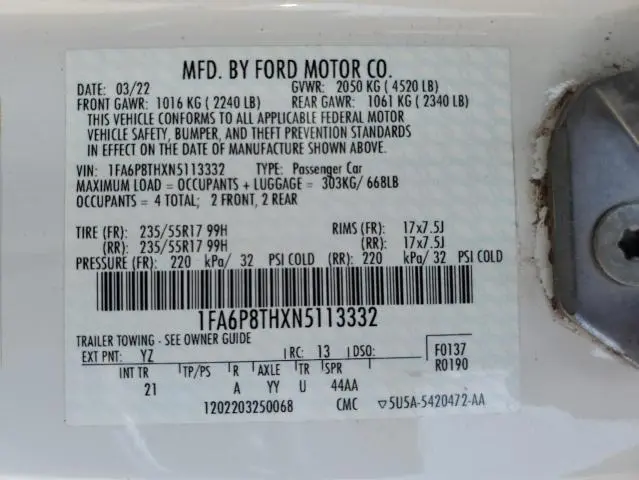 MFD. BY FORD MOTOR CO.
DATE: 03/22 GVWR: 2050 KG ( 4520 LB)
FRONT GAWR: 1016 KG ( 2240 LB) REAR GAWR: 1061 KG ( 2340 LB)
THIS VEHICLE CONFORMS TO ALL APPLICABLE FEDERAL MOTOR
VEHICLE SAFETY, BUMPER, AND THEFT PREVENTION STANDARDS
IN EFFECT ON THE DATE OF MANUFACTURE SHOWN ABOVE.
VIN: 1FA6P8THXN5113332 TYPE: Passenger Car
MAXIMUM LOAD = OCCUPANTS + LUGGAGE = 303KG/ 668LB
OCCUPANTS = 4 TOTAL; 2 FRONT, 2 REAR
TIRE (FR): 235/55R17 99H RIMS (FR): 17x7.5J
(RR): 235/55R17 99H (RR): 17x7.5J
PRESSURE (FR): 220 kPa/ 32 PSI COLD (RR): 220 kPa/ 32 PSI COLD
1FA6P8THXN5113332
TRAILER TOWING - SEE OWNER GUIDE
EXT PNT: YZ RC: 13 DSO: F0137
R0190
INT TR TP/PS R AXLE TR SPR
21 A YY U 44AA
1202203250068 CMC ▽5U5A-5420472-AA